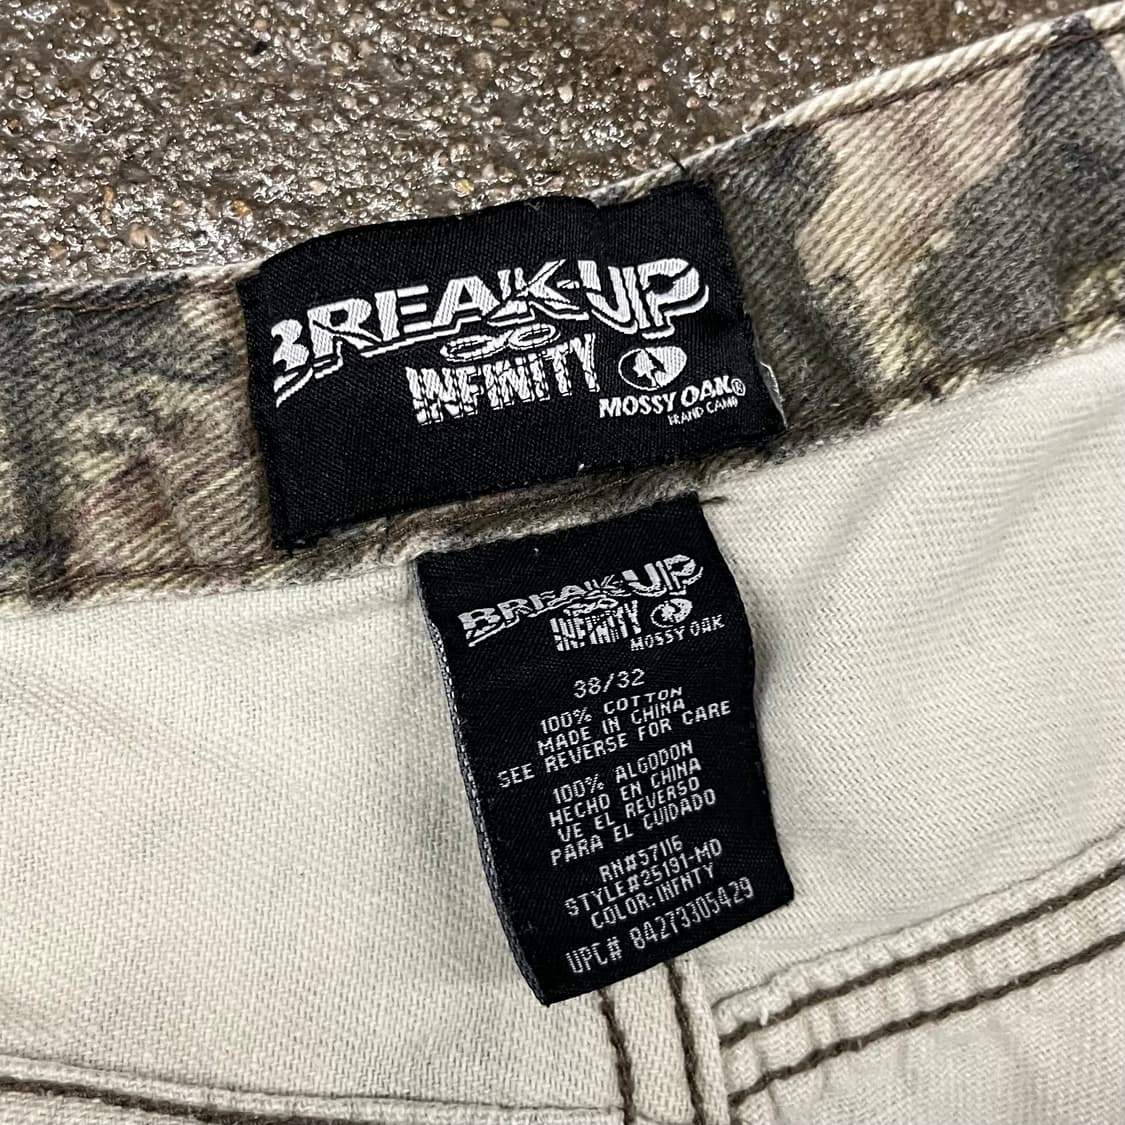 BREAK-UP
INFINITY
MOSSY OAK®
BRAND CAMO
BREAK-UP
INFINITY
MOSSY OAK
38/32
100% COTTON
MADE IN CHINA
SEE REVERSE FOR CARE
100% ALGODON
HECHO EN CHINA
VE EL REVERSO
PARA EL CUIDADO
RN#57116
STYLE#25191-MD
COLOR: INFNTY
UPC# 84273305429